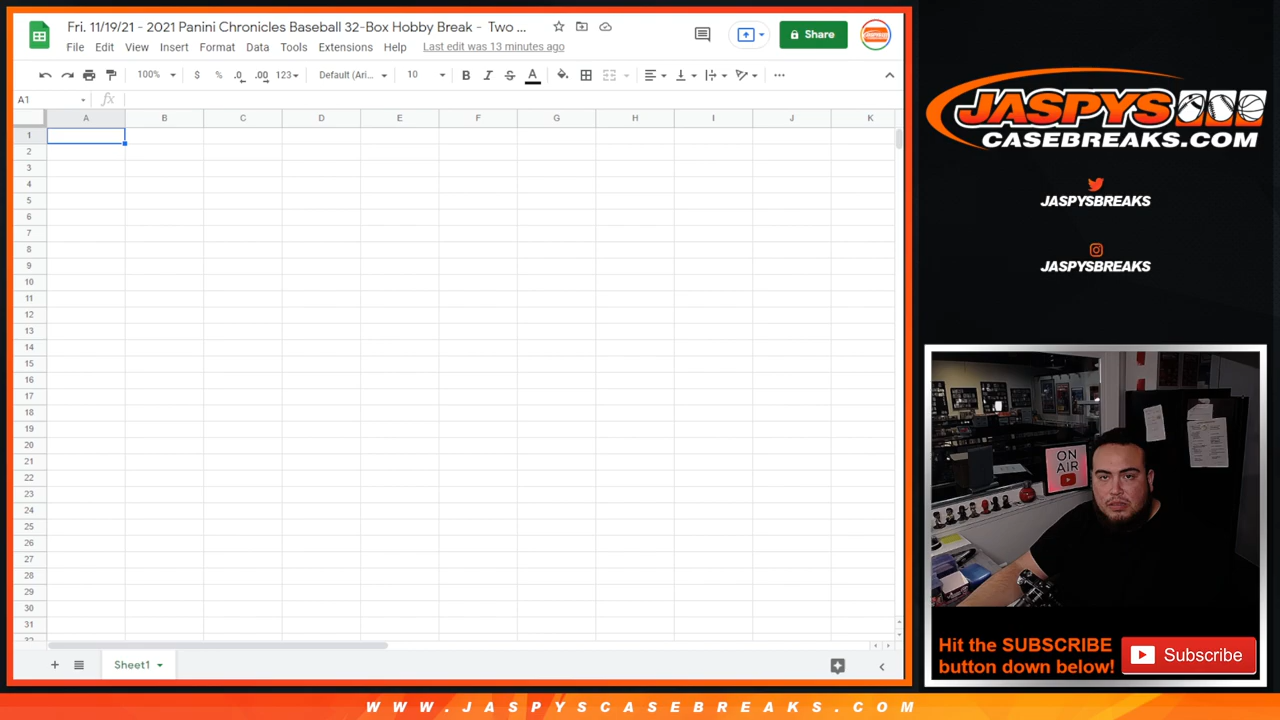 Fri. 11/19/21 - 2021 Panini Chronicles Baseball 32-Box Hobby Break - Two ...
File Edit View Insert Format Data Tools Extensions Help Last edit was 13 minutes ago
Share
100% $ % .0 .00 123 Default (Ari... 10 B I S A
A1 fx
A B C D E F G H I J K
1
2
3
4
5
6
7
8
9
10
11
12
13
14
15
16
17
18
19
20
21
22
23
24
25
26
27
28
29
30
31
32
Sheet1
JASPYS
CASEBREAKS.COM
JASPYSBREAKS
JASPYSBREAKS
ON
AIR
Hit the SUBSCRIBE
button down below!
Subscribe
WWW.JASPYSCASEBREAKS.COM